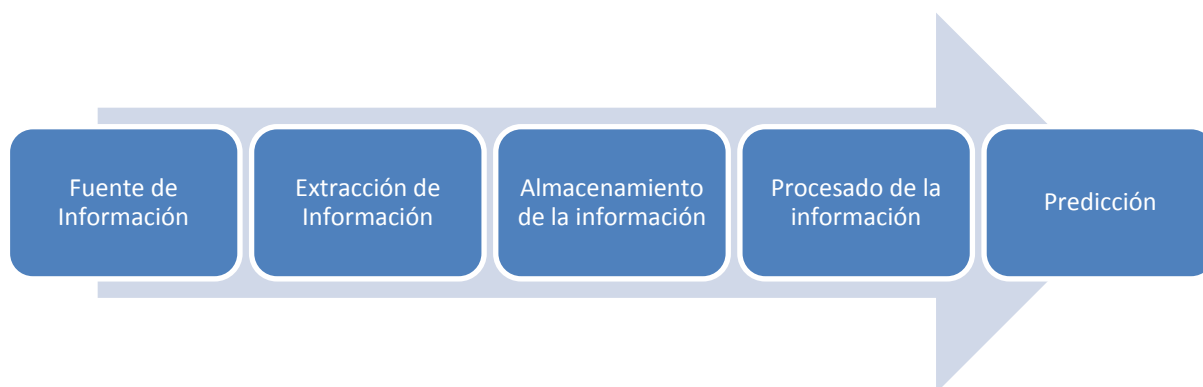 Fuente de
Información
Extracción de
Información
Almacenamiento
de la información
Procesado de la
información
Predicción